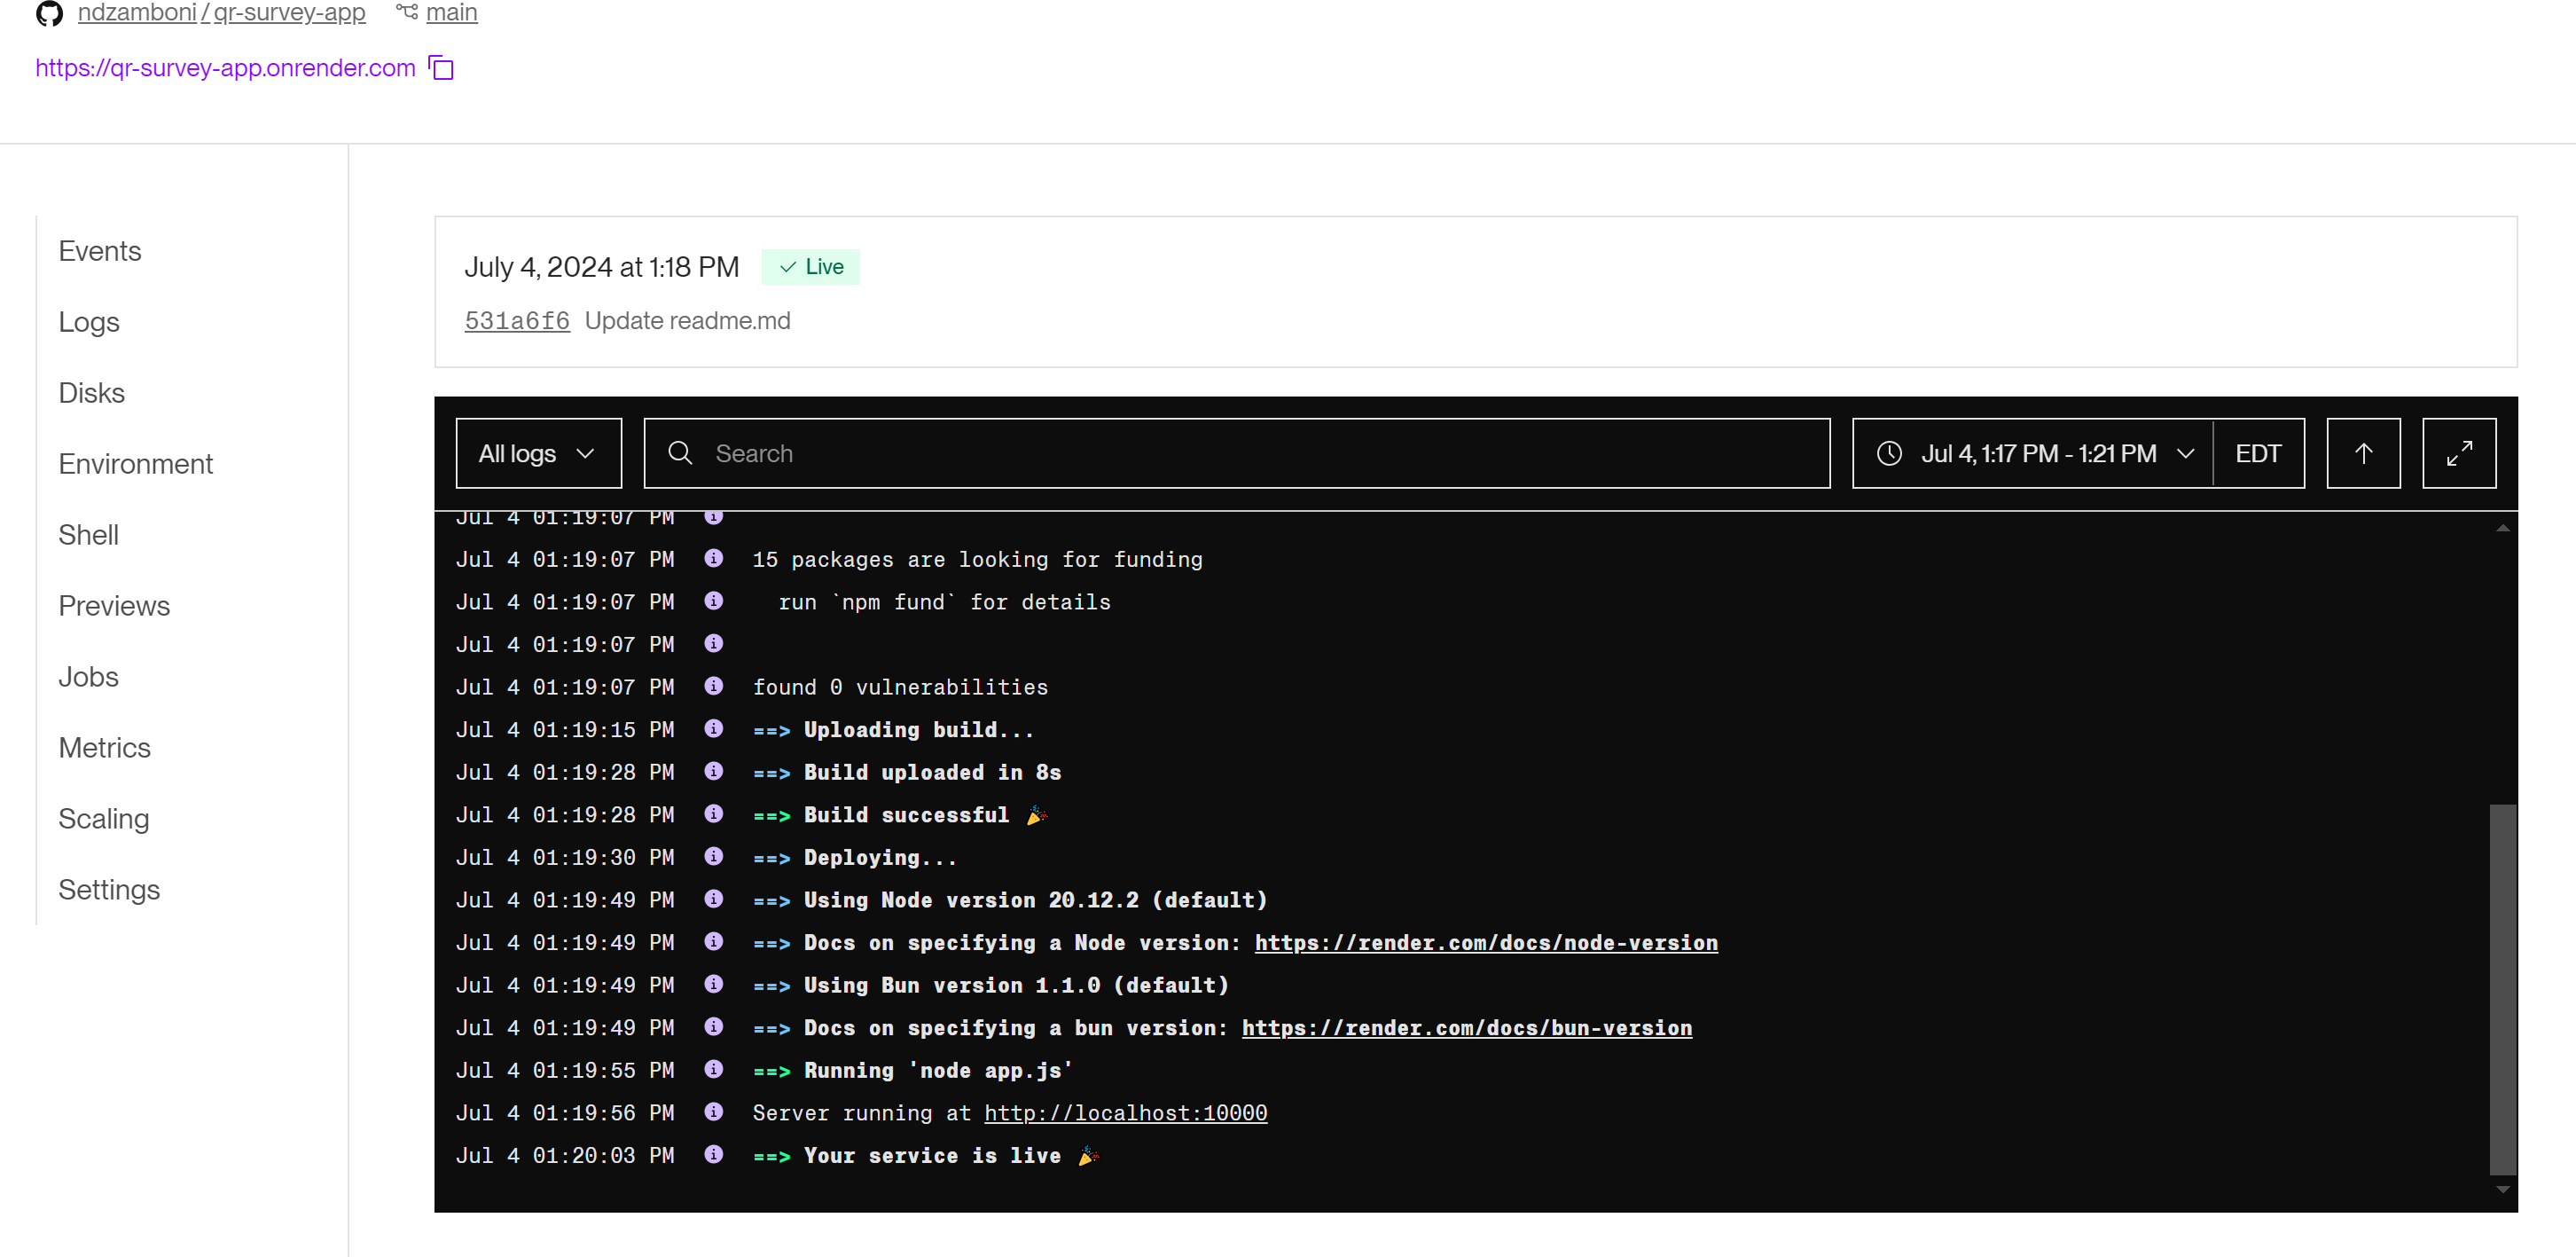 ndzamboni / qr-survey-app main
https://qr-survey-app.onrender.com
Events
Logs
Disks
Environment
Shell
Previews
Jobs
Metrics
Scaling
Settings
July 4, 2024 at 1:18 PM Live
531a6f6 Update readme.md
All logs Search Jul 4, 1:17 PM - 1:21 PM EDT
Jul 4 01:19:07 PM
Jul 4 01:19:07 PM 15 packages are looking for funding
Jul 4 01:19:07 PM run `npm fund` for details
Jul 4 01:19:07 PM
Jul 4 01:19:07 PM found 0 vulnerabilities
Jul 4 01:19:15 PM ==> Uploading build...
Jul 4 01:19:28 PM ==> Build uploaded in 8s
Jul 4 01:19:28 PM ==> Build successful 🎉
Jul 4 01:19:30 PM ==> Deploying...
Jul 4 01:19:49 PM ==> Using Node version 20.12.2 (default)
Jul 4 01:19:49 PM ==> Docs on specifying a Node version: https://render.com/docs/node-version
Jul 4 01:19:49 PM ==> Using Bun version 1.1.0 (default)
Jul 4 01:19:49 PM ==> Docs on specifying a bun version: https://render.com/docs/bun-version
Jul 4 01:19:55 PM ==> Running 'node app.js'
Jul 4 01:19:56 PM Server running at http://localhost:10000
Jul 4 01:20:03 PM ==> Your service is live 🎉